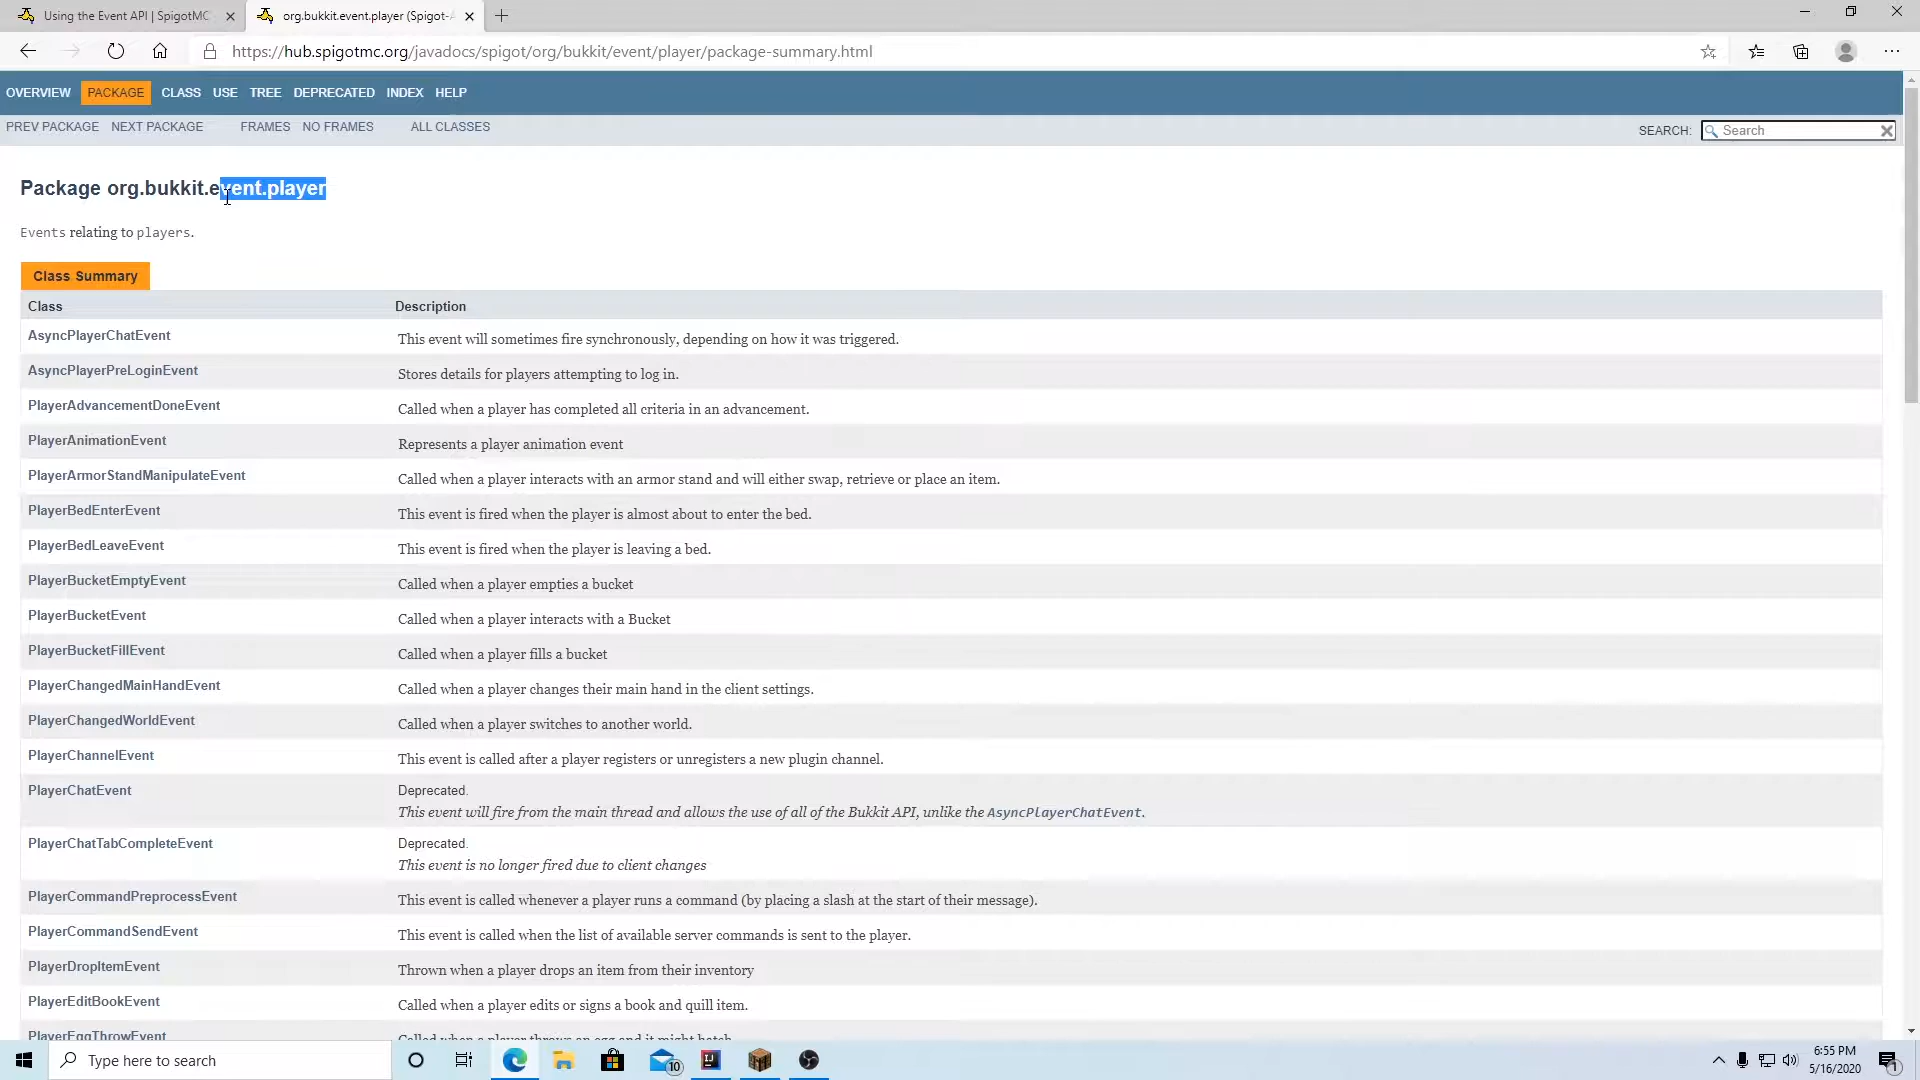 Using the Event API | SpigotMC
org.bukkit.event.player (Spigot-A
https://hub.spigotmc.org/javadocs/spigot/org/bukkit/event/player/package-summary.html
OVERVIEW PACKAGE CLASS USE TREE DEPRECATED INDEX HELP
PREV PACKAGE NEXT PACKAGE FRAMES NO FRAMES ALL CLASSES
SEARCH: Search
Package org.bukkit.event.player
Events relating to players.
Class Summary
Class Description
AsyncPlayerChatEvent This event will sometimes fire synchronously, depending on how it was triggered.
AsyncPlayerPreLoginEvent Stores details for players attempting to log in.
PlayerAdvancementDoneEvent Called when a player has completed all criteria in an advancement.
PlayerAnimationEvent Represents a player animation event
PlayerArmorStandManipulateEvent Called when a player interacts with an armor stand and will either swap, retrieve or place an item.
PlayerBedEnterEvent This event is fired when the player is almost about to enter the bed.
PlayerBedLeaveEvent This event is fired when the player is leaving a bed.
PlayerBucketEmptyEvent Called when a player empties a bucket
PlayerBucketEvent Called when a player interacts with a Bucket
PlayerBucketFillEvent Called when a player fills a bucket
PlayerChangedMainHandEvent Called when a player changes their main hand in the client settings.
PlayerChangedWorldEvent Called when a player switches to another world.
PlayerChannelEvent This event is called after a player registers or unregisters a new plugin channel.
PlayerChatEvent Deprecated.
This event will fire from the main thread and allows the use of all of the Bukkit API, unlike the AsyncPlayerChatEvent.
PlayerChatTabCompleteEvent Deprecated.
This event is no longer fired due to client changes
PlayerCommandPreprocessEvent This event is called whenever a player runs a command (by placing a slash at the start of their message).
PlayerCommandSendEvent This event is called when the list of available server commands is sent to the player.
PlayerDropItemEvent Thrown when a player drops an item from their inventory
PlayerEditBookEvent Called when a player edits or signs a book and quill item.
PlayerEggThrowEvent Called when a player throws an egg and it might hatch
Type here to search
10
IJ
6:55 PM
5/16/2020
1